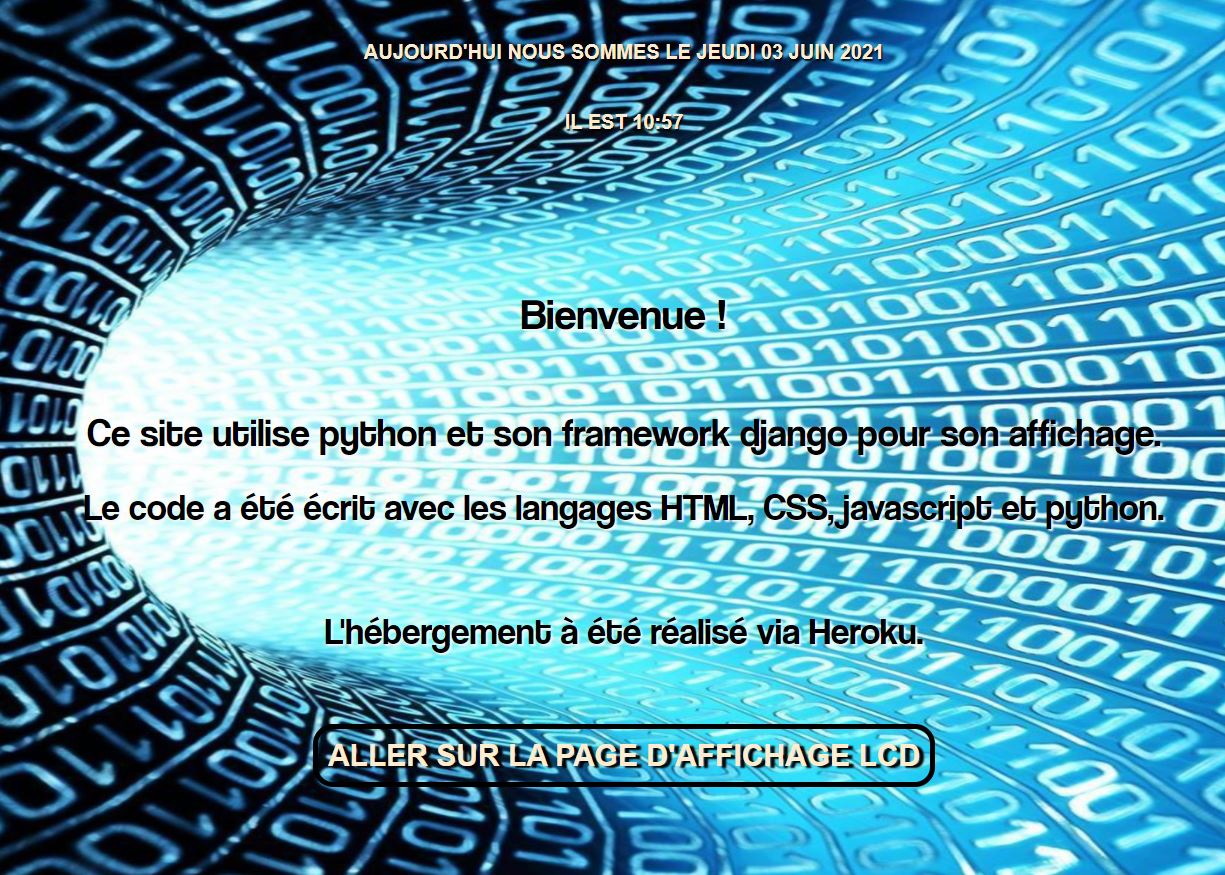 AUJOURD'HUI NOUS SOMMES LE JEUDI 03 JUIN 2021
IL EST 10:57
Bienvenue !
Ce site utilise python et son framework django pour son affichage.
Le code a été écrit avec les langages HTML, CSS, javascript et python.
L'hébergement à été réalisé via Heroku.
ALLER SUR LA PAGE D'AFFICHAGE LCD